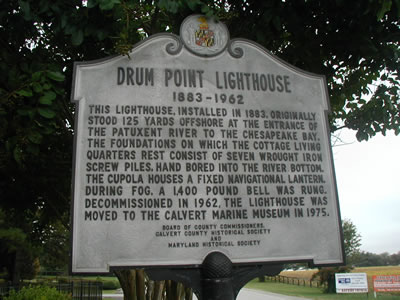 DRUM POINT LIGHTHOUSE
1883-1962
THIS LIGHTHOUSE, INSTALLED IN 1883, ORIGINALLY
STOOD 125 YARDS OFFSHORE AT THE ENTRANCE OF
THE PATUXENT RIVER TO THE CHESAPEAKE BAY.
THE FOUNDATIONS ON WHICH THE COTTAGE LIVING
QUARTERS REST CONSIST OF SEVEN WROUGHT IRON
SCREW PILES, HAND BORED INTO THE RIVER BOTTOM.
THE CUPOLA HOUSES A FIXED NAVIGATIONAL LANTERN.
DURING FOG, A 1,400 POUND BELL WAS RUNG.
DECOMMISSIONED IN 1962, THE LIGHTHOUSE WAS
MOVED TO THE CALVERT MARINE MUSEUM IN 1975.
BOARD OF COUNTY COMMISSIONERS,
CALVERT COUNTY HISTORICAL SOCIETY
AND
MARYLAND HISTORICAL SOCIETY